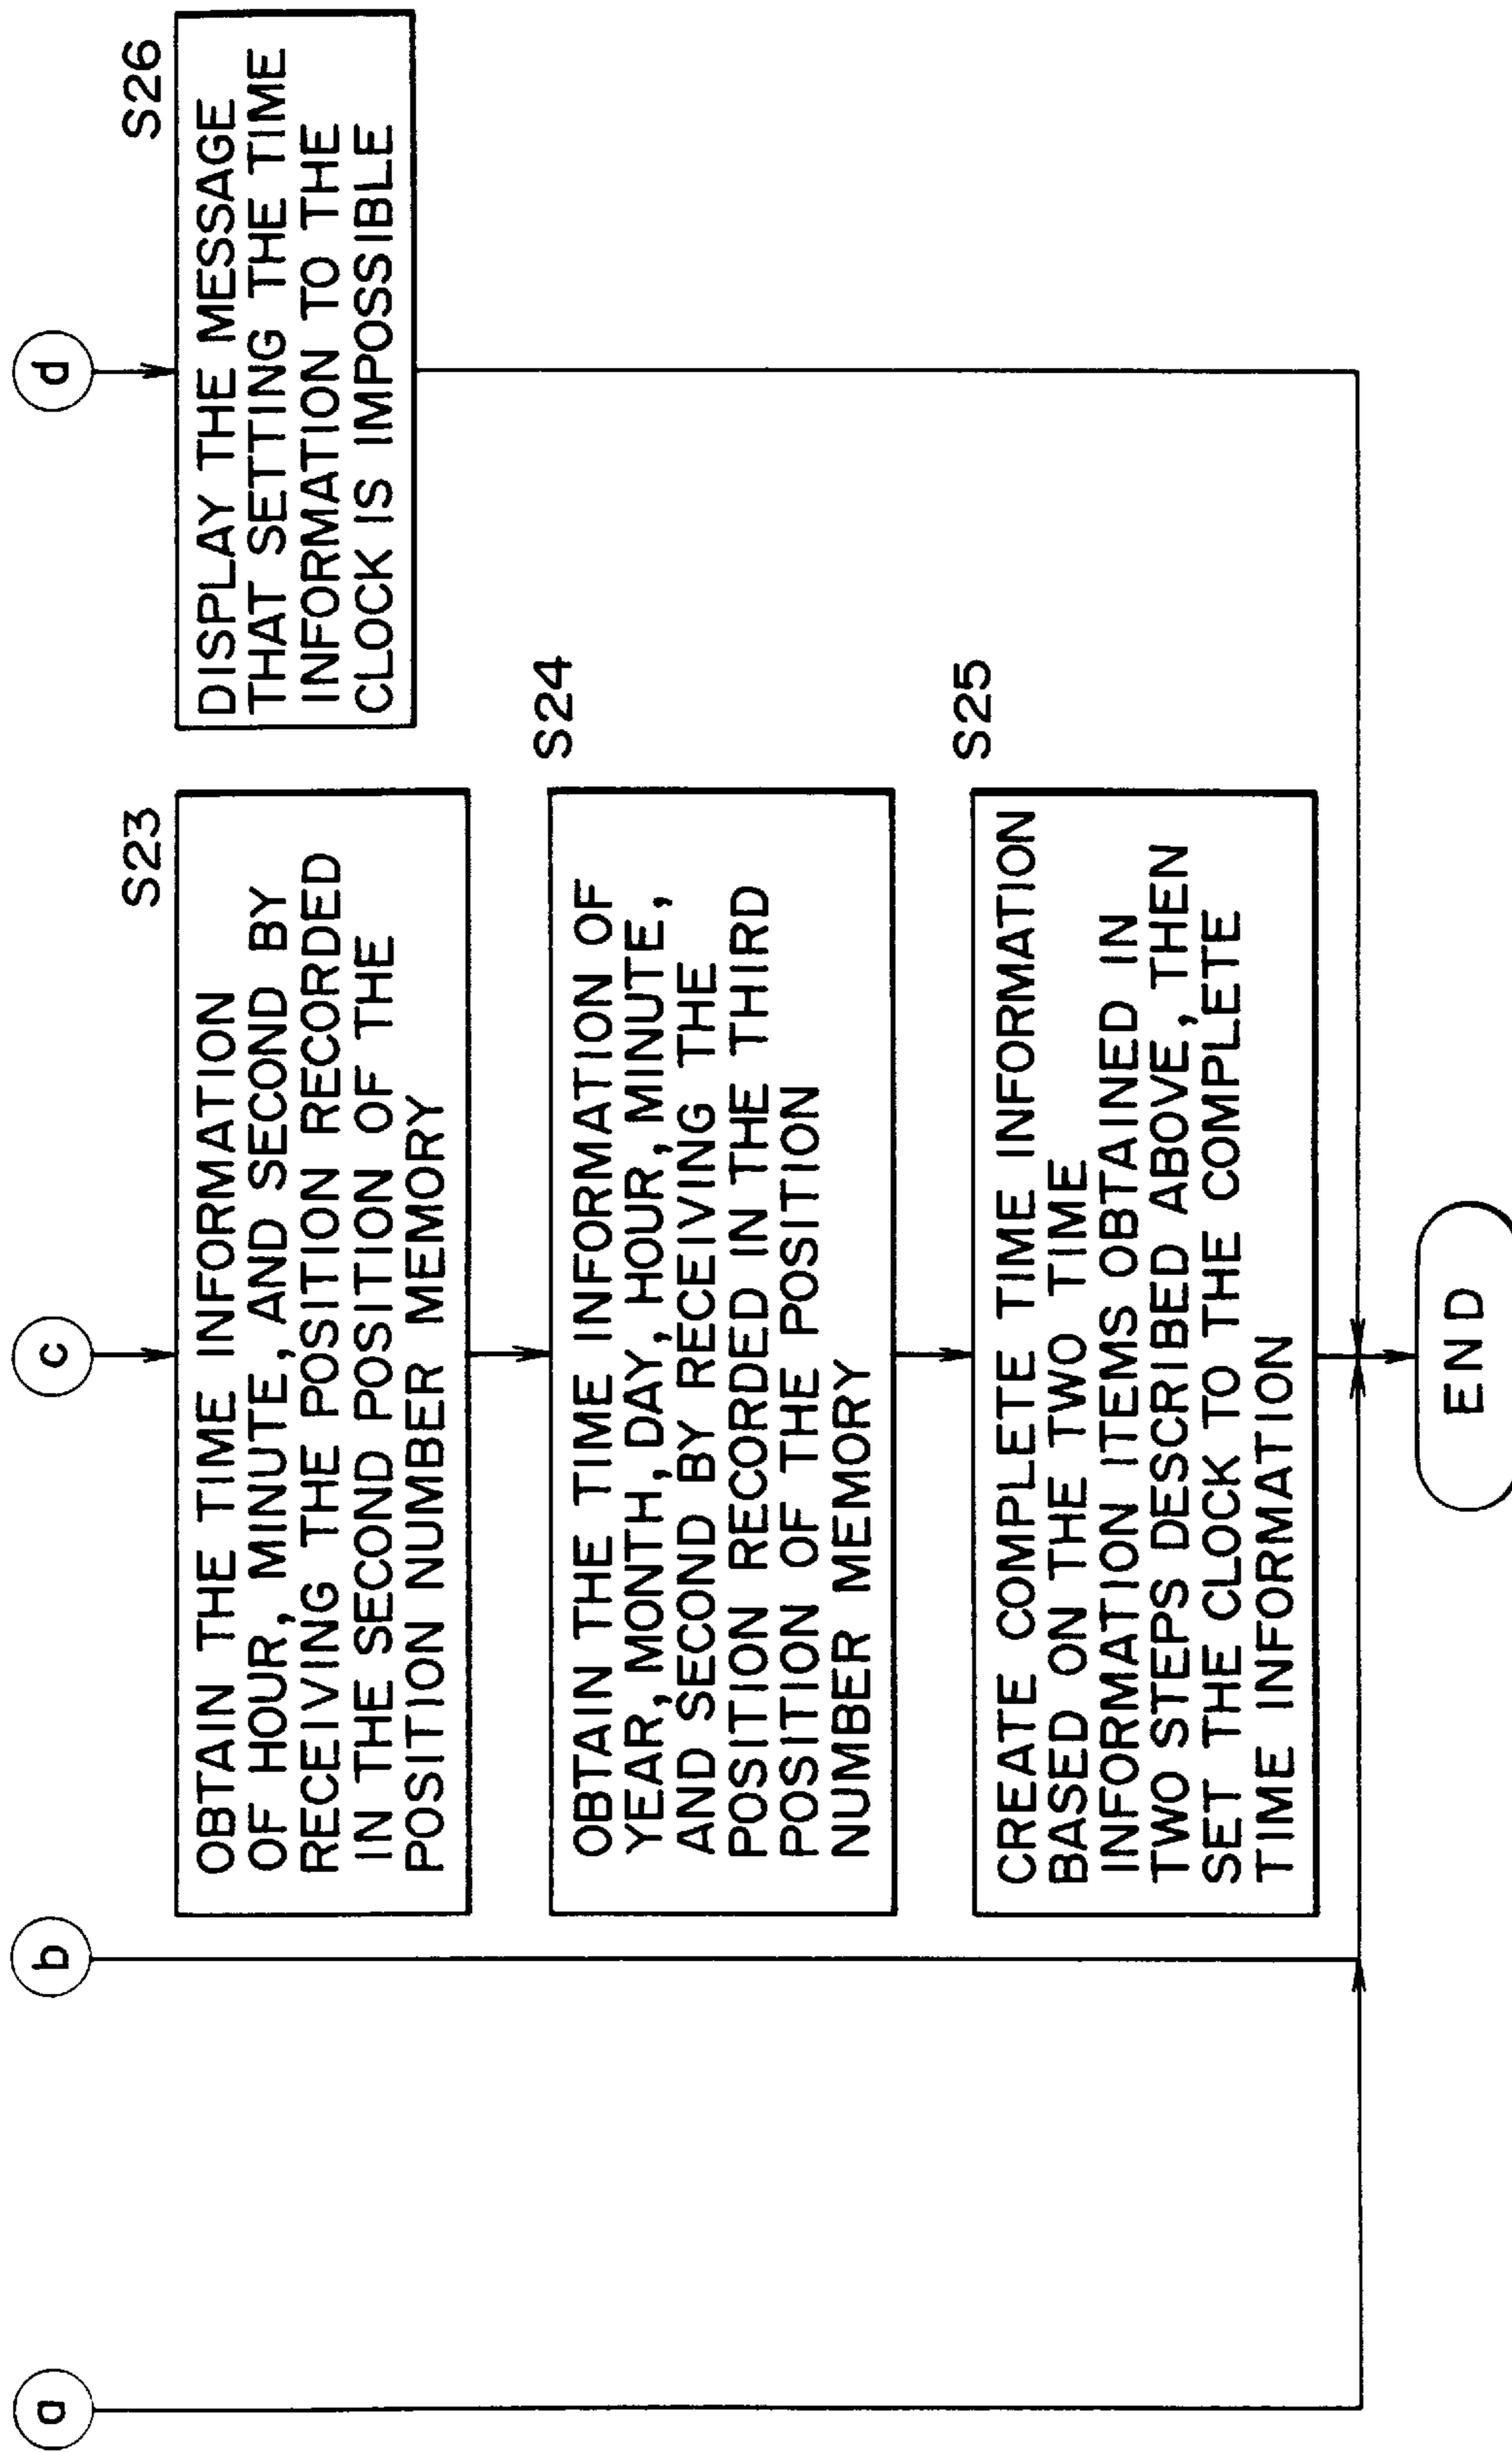 a
b
c
d
S23
OBTAIN THE TIME INFORMATION
OF HOUR, MINUTE, AND SECOND BY
RECEIVING THE POSITION RECORDED
IN THE SECOND POSITION OF THE
POSITION NUMBER MEMORY
S26
DISPLAY THE MESSAGE
THAT SETTING THE TIME
INFORMATION TO THE
CLOCK IS IMPOSSIBLE
S24
OBTAIN THE TIME INFORMATION OF
YEAR, MONTH, DAY, HOUR, MINUTE,
AND SECOND BY RECEIVING THE
POSITION RECORDED IN THE THIRD
POSITION OF THE POSITION
NUMBER MEMORY
S25
CREATE COMPLETE TIME INFORMATION
BASED ON THE TWO TIME
INFORMATION ITEMS OBTAINED IN
TWO STEPS DESCRIBED ABOVE, THEN
SET THE CLOCK TO THE COMPLETE
TIME INFORMATION
END